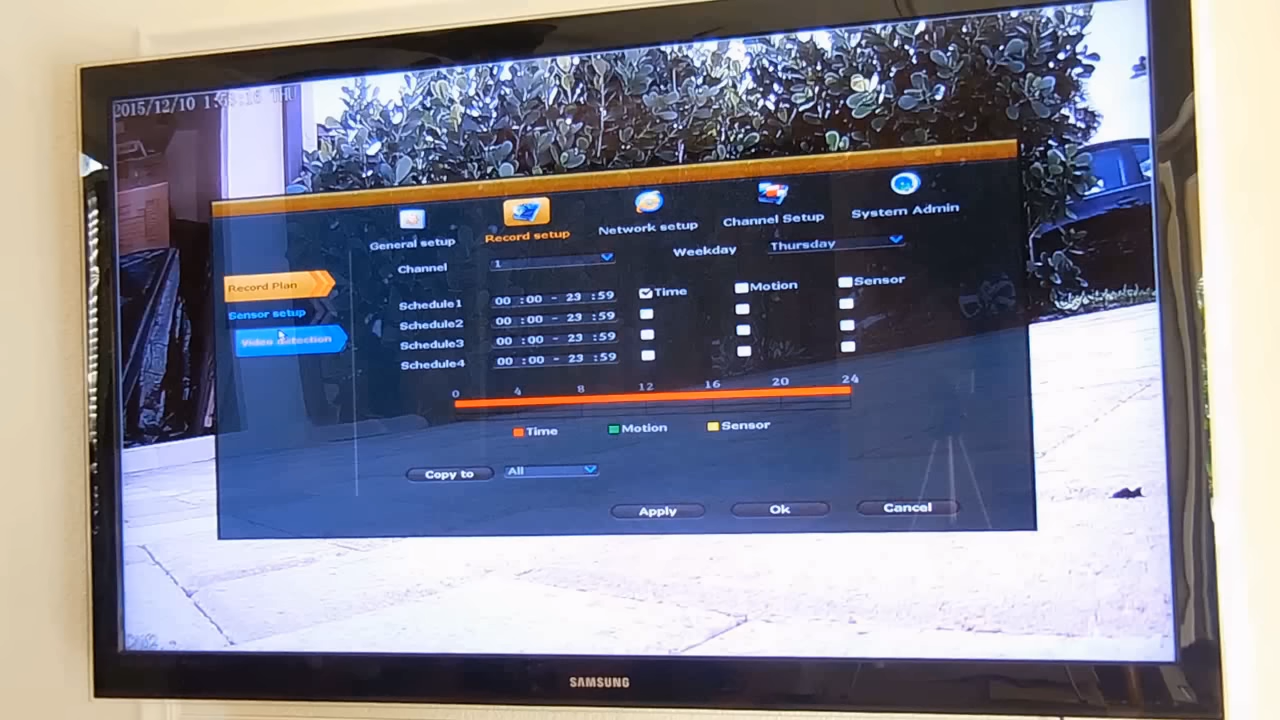 2015/12/10 THU
General setup
Record setup
Network setup
Channel Setup
System Admin
Channel
1
Weekday
Thursday
Record Plan
Sensor setup
Video detection
Time
Motion
Sensor
Schedule1
00 :00 - 23 :59
Schedule2
00 :00 - 23 :59
Schedule3
00 :00 - 23 :59
Schedule4
00 :00 - 23 :59
0 4 8 12 16 20 24
Time
Motion
Sensor
Copy to
All
Apply
Ok
Cancel
SAMSUNG